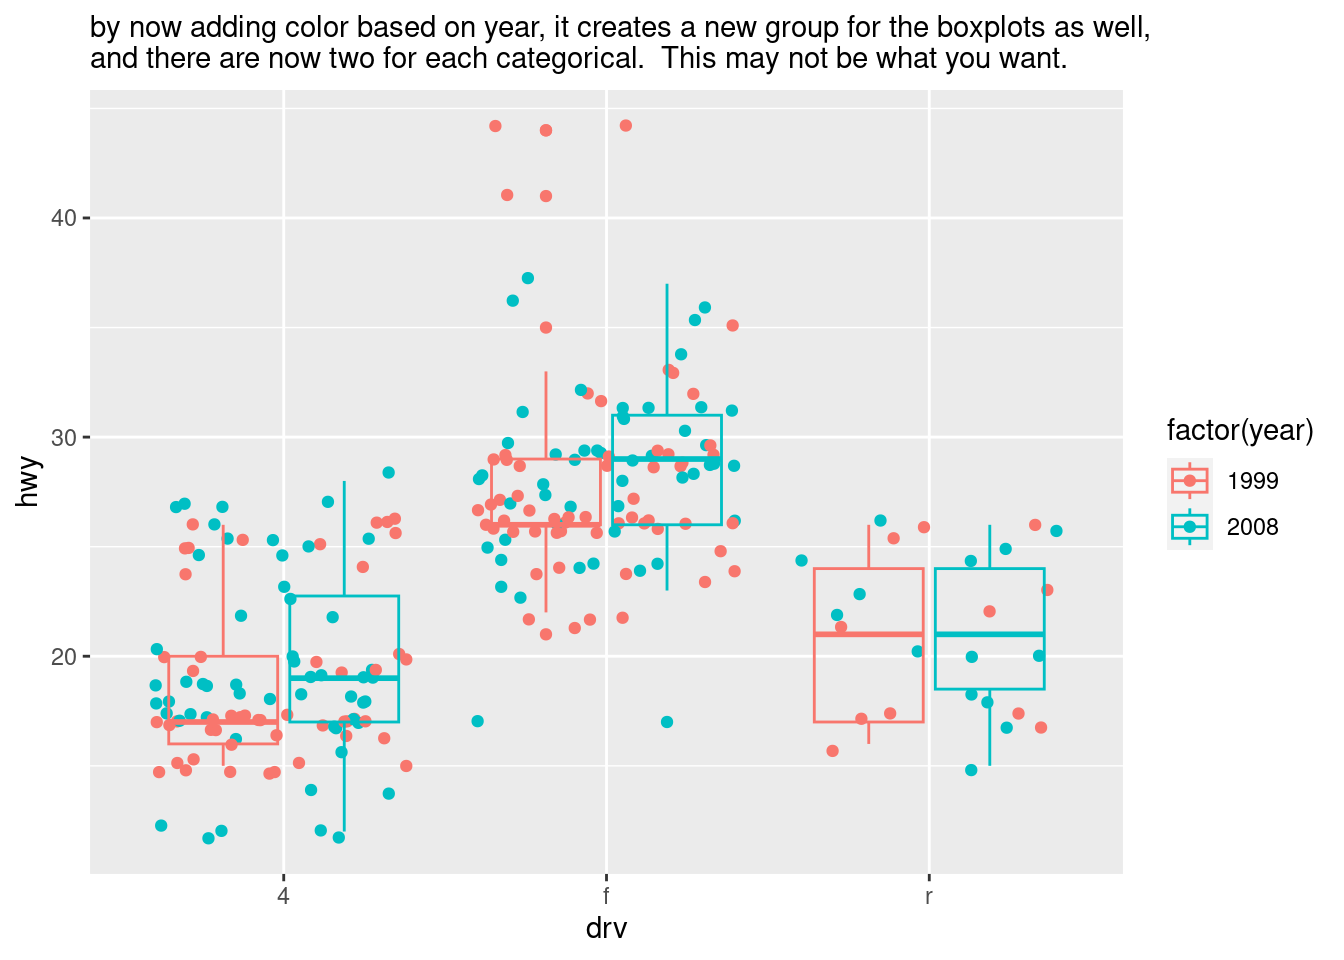 by now adding color based on year, it creates a new group for the boxplots as well,
and there are now two for each categorical.  This may not be what you want.
40
30
20
hwy
4
f
r
drv
factor(year)
1999
2008